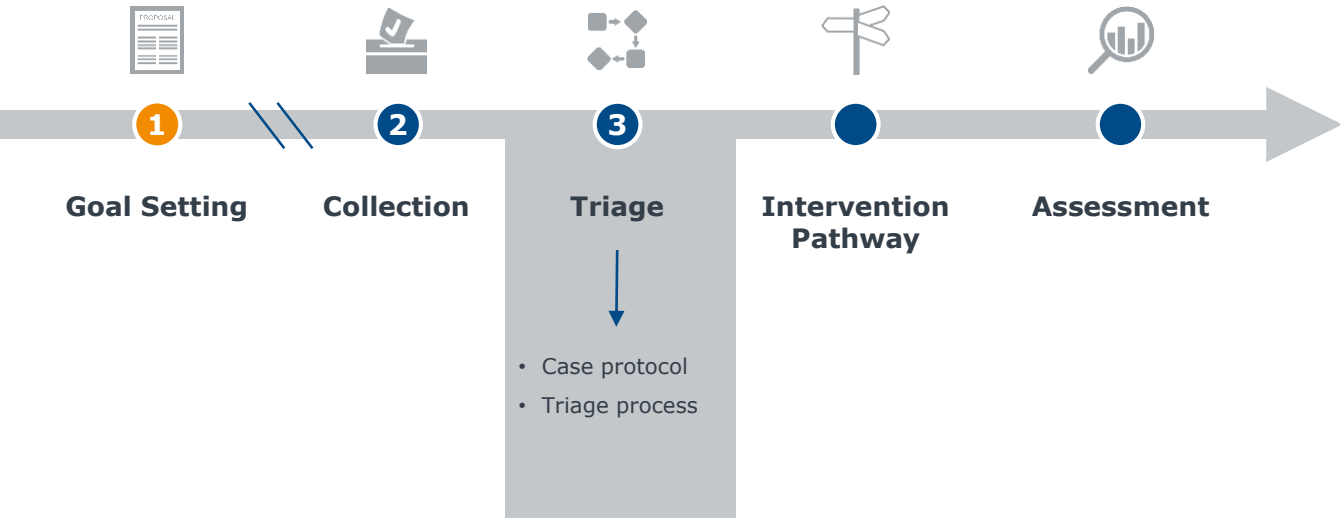 PROPOSAL
1
2
3
Goal Setting
Collection
Triage
Intervention
Pathway
Assessment
• Case protocol
• Triage process